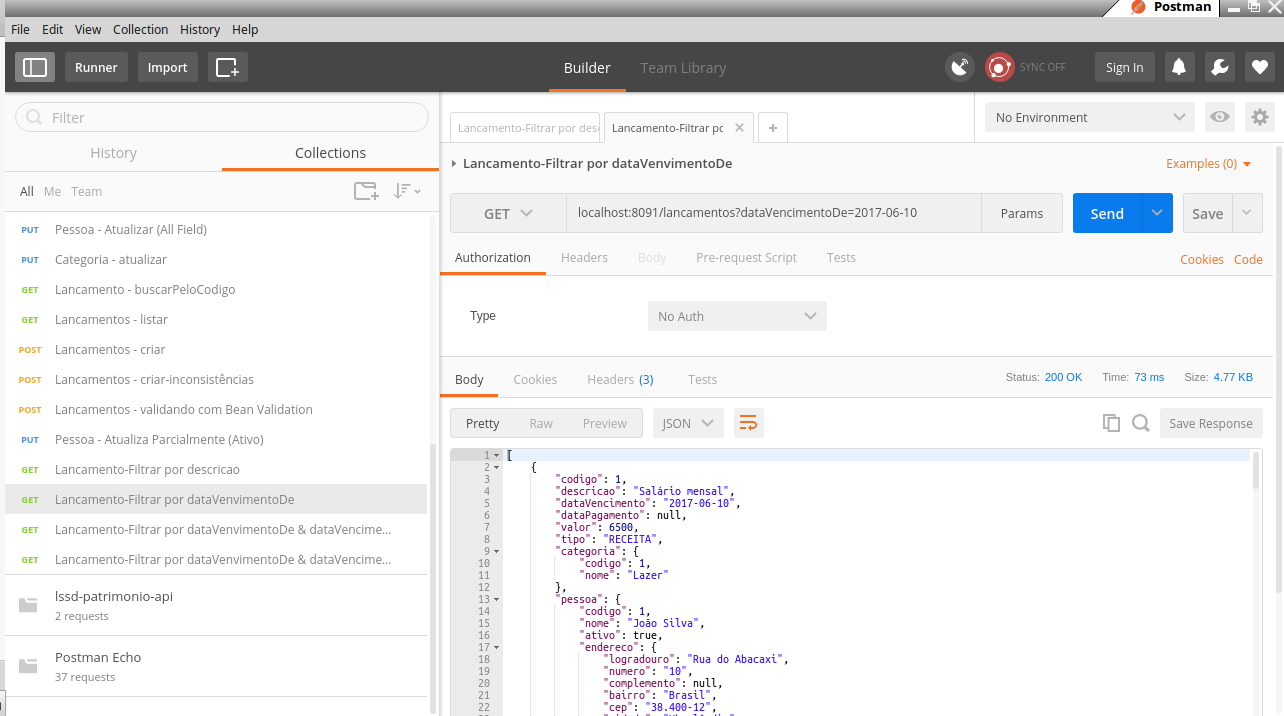 Postman
File Edit View Collection History Help
Runner Import Builder Team Library SYNC OFF Sign In
Filter
History Collections
All Me Team
PUT Pessoa - Atualizar (All Field)
PUT Categoria - atualizar
GET Lancamento - buscarPeloCodigo
GET Lancamentos - listar
POST Lancamentos - criar
POST Lancamentos - criar-inconsistências
POST Lancamentos - validando com Bean Validation
PUT Pessoa - Atualiza Parcialmente (Ativo)
GET Lancamento-Filtrar por descricao
GET Lancamento-Filtrar por dataVenvimentoDe
GET Lancamento-Filtrar por dataVenvimentoDe & dataVencime...
GET Lancamento-Filtrar por dataVenvimentoDe & dataVencime...
lssd-patrimonio-api
2 requests
Postman Echo
37 requests
Lancamento-Filtrar por des Lancamento-Filtrar pc × +
No Environment
Lancamento-Filtrar por dataVenvimentoDe Examples (0)
GET localhost:8091/lancamentos?dataVencimentoDe=2017-06-10 Params Send Save
Authorization Headers Body Pre-request Script Tests Cookies Code
Type No Auth
Body Cookies Headers (3) Tests Status: 200 OK Time: 73 ms Size: 4.77 KB
Pretty Raw Preview JSON Save Response
1 [
2 {
3 "codigo": 1,
4 "descricao": "Salário mensal",
5 "dataVencimento": "2017-06-10",
6 "dataPagamento": null,
7 "valor": 6500,
8 "tipo": "RECEITA",
9 "categoria": {
10 "codigo": 1,
11 "nome": "Lazer"
12 },
13 "pessoa": {
14 "codigo": 1,
15 "nome": "João Silva",
16 "ativo": true,
17 "endereco": {
18 "logradouro": "Rua do Abacaxi",
19 "numero": "10",
20 "complemento": null,
21 "bairro": "Brasil",
22 "cep": "38.400-12",